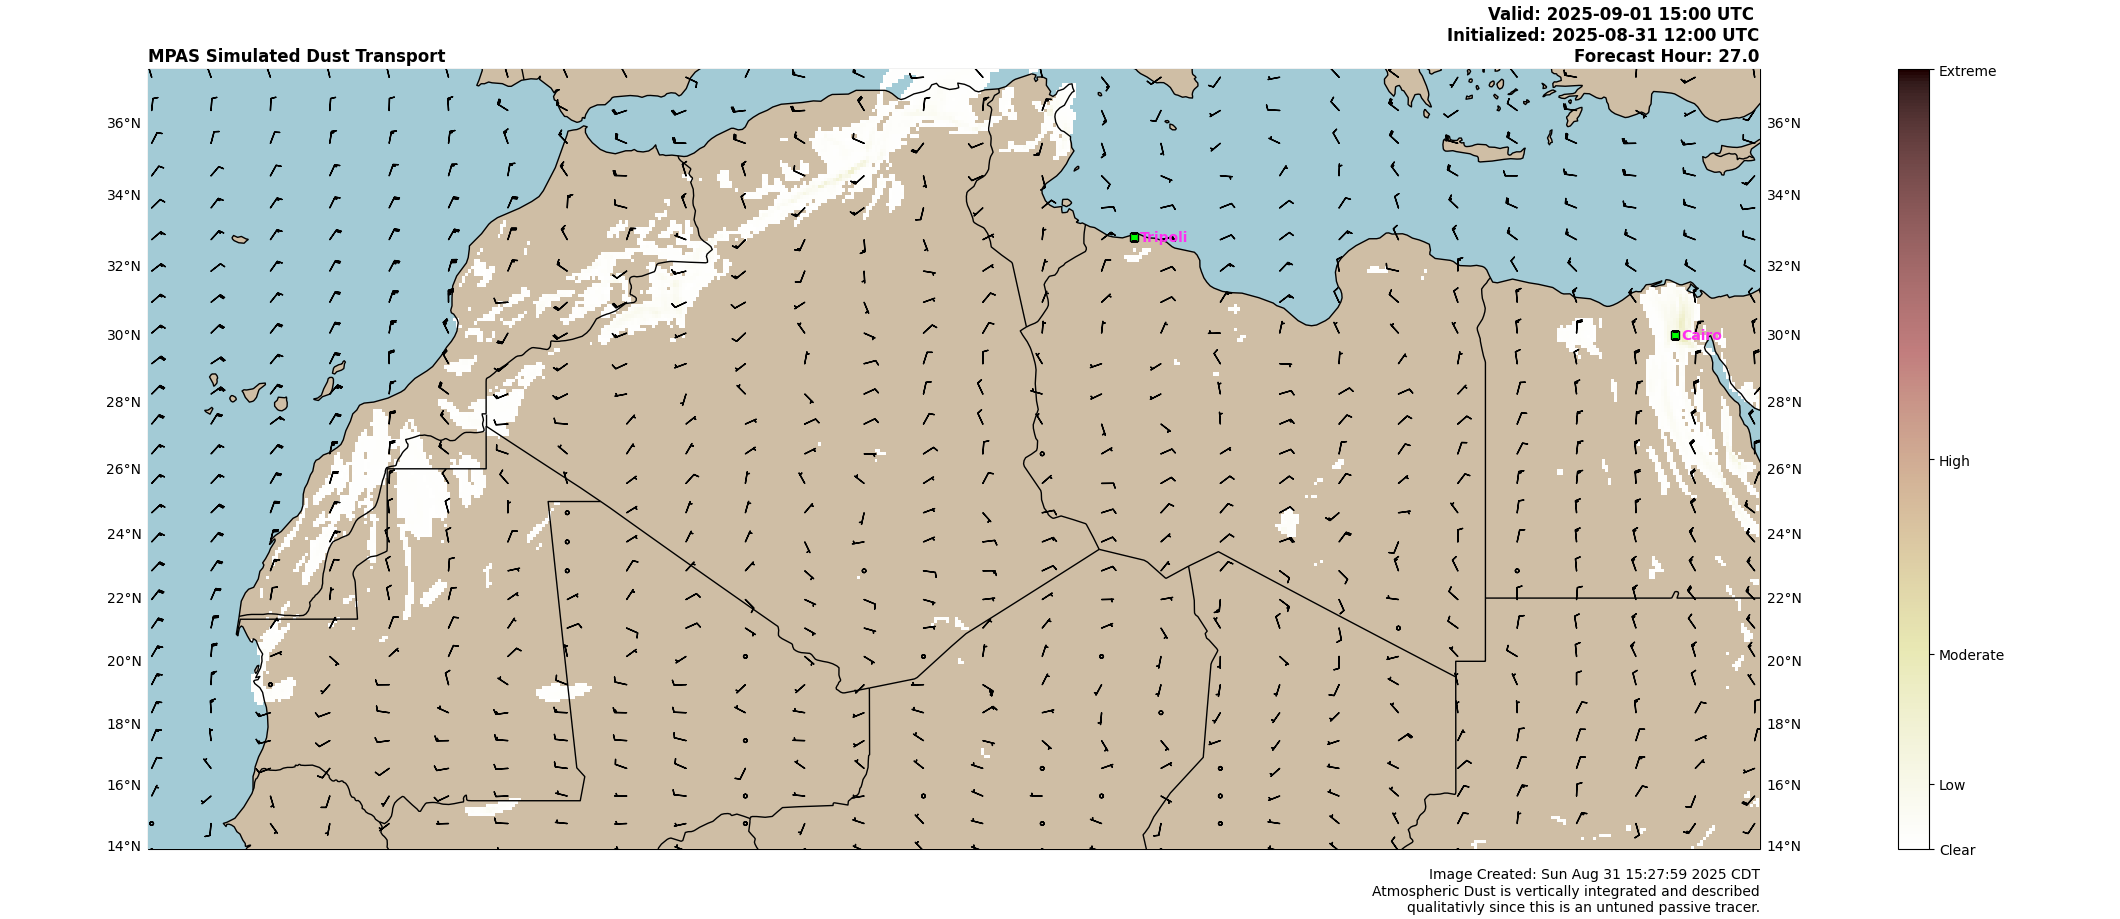 Valid: 2025-09-01 15:00 UTC
Initialized: 2025-08-31 12:00 UTC
MPAS Simulated Dust Transport
Forecast Hour: 27.0
Extreme
36°N
36°N
34°N
34°N
Tripoli
32°N
32°N
30°N
Cairo
30°N
28°N
28°N
26°N
26°N
High
24°N
24°N
22°N
22°N
20°N
20°N
Moderate
18°N
18°N
16°N
16°N
Low
14°N
14°N
Clear
Image Created: Sun Aug 31 15:27:59 2025 CDT
Atmospheric Dust is vertically integrated and described
qualitativly since this is an untuned passive tracer.